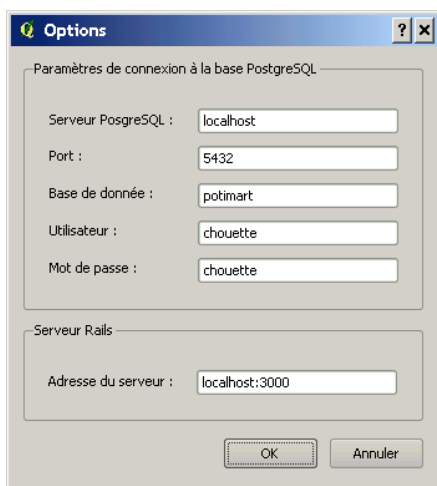 Options
Paramètres de connexion à la base PostgreSQL
Serveur PosgreSQL : localhost
Port : 5432
Base de donnée : potimart
Utilisateur : chouette
Mot de passe : chouette
Serveur Rails
Adresse du serveur : localhost:3000
OK Annuler